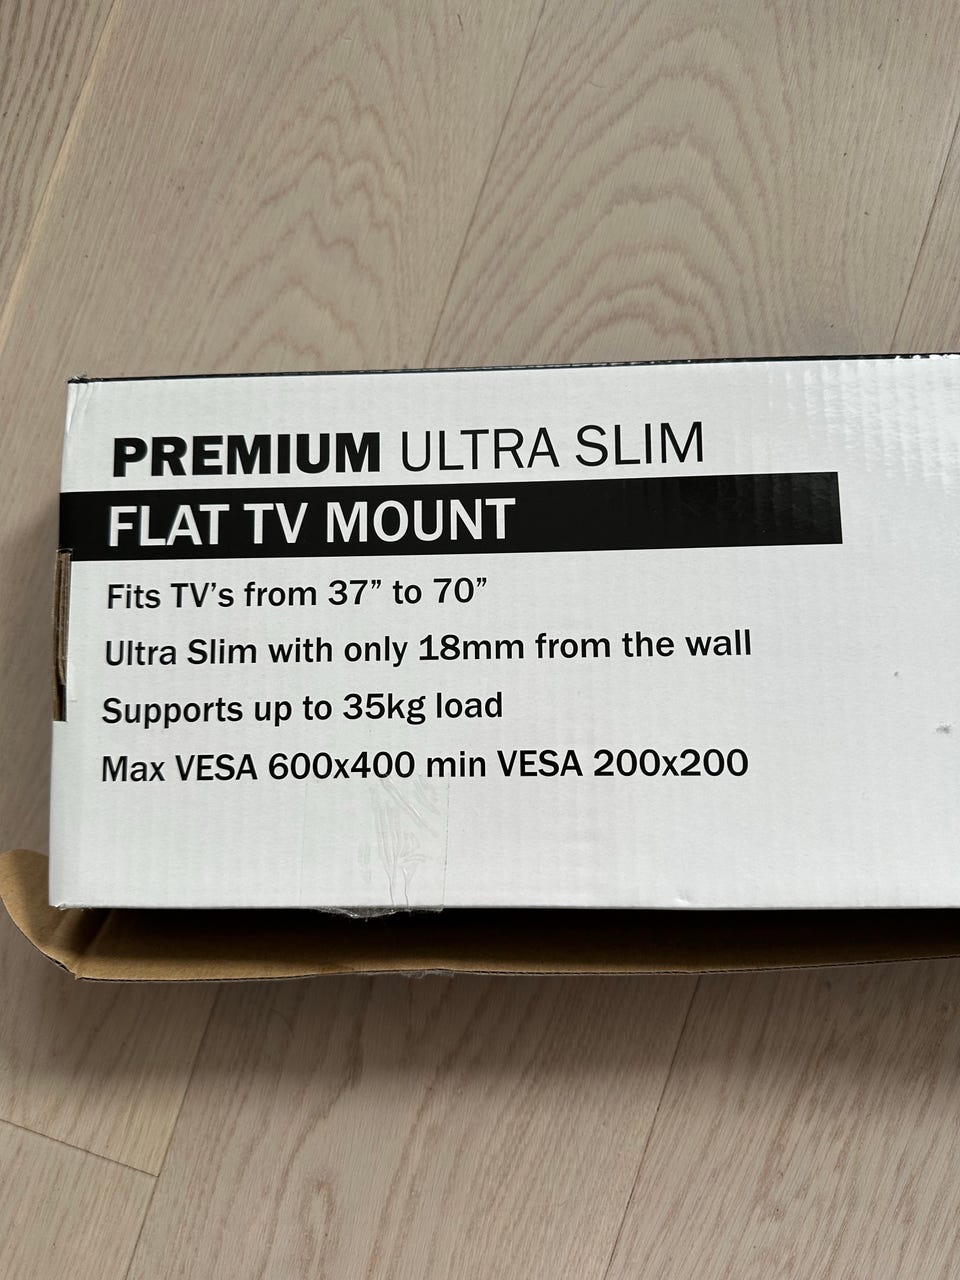 PREMIUM ULTRA SLIM
FLAT TV MOUNT
Fits TV’s from 37” to 70”
Ultra Slim with only 18mm from the wall
Supports up to 35kg load
Max VESA 600x400 min VESA 200x200